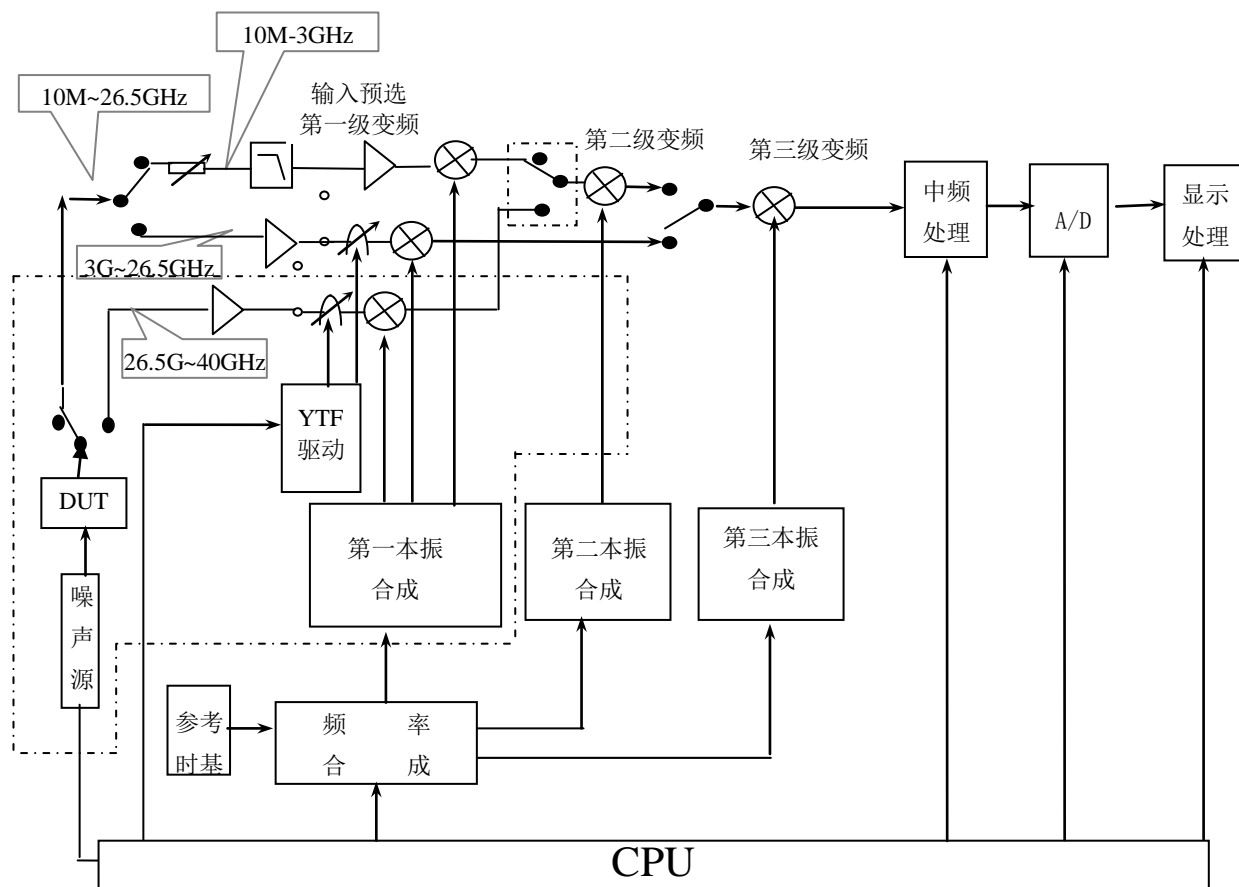 10M-3GHz
10M~26.5GHz
输入预选
第一级变频
第二级变频
第三级变频
中频
处理
A/D
显示
处理
3G~26.5GHz
26.5G~40GHz
YTF
驱动
DUT
第一本振
合成
第二本振
合成
第三本振
合成
噪
声
源
参考
时基
频 率
合 成
CPU